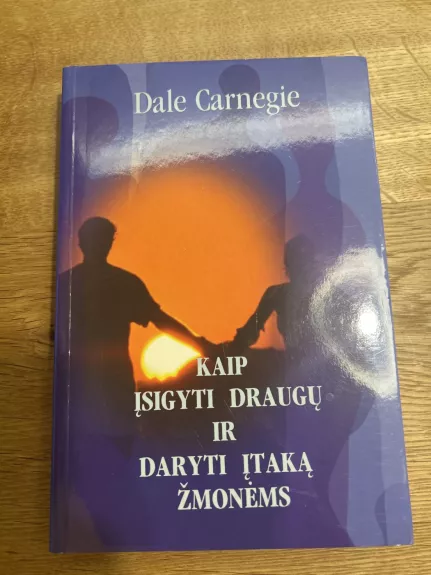 Dale Carnegie
KAIP
ĮSIGYTI DRAUGŲ
IR
DARYTI ĮTAKĄ
ŽMONĖMS